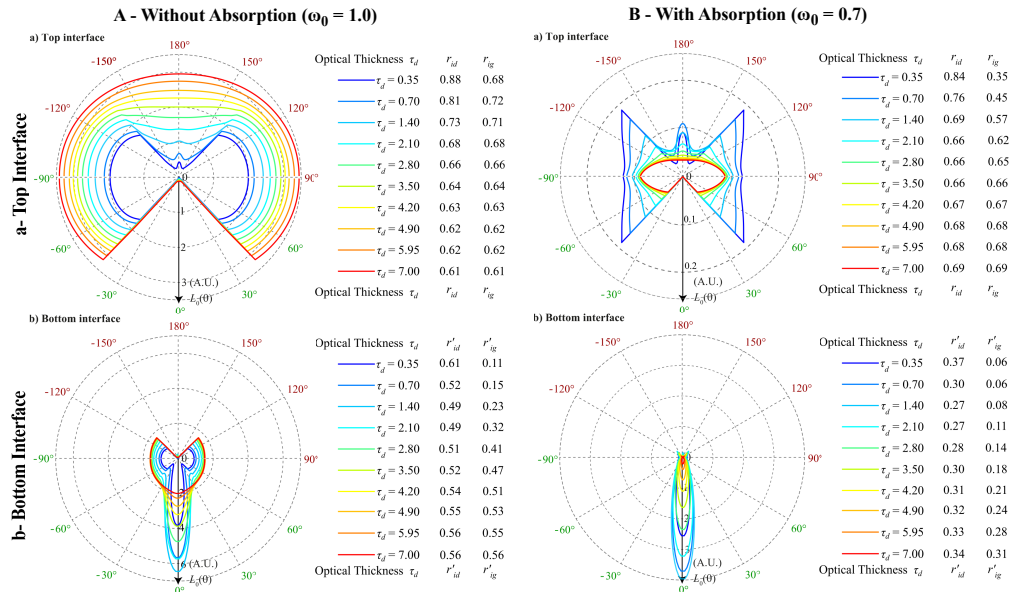 A - Without Absorption (ω₀ = 1.0)
a- Top Interface
a) Top interface
180°
-150°
150°
-120°
120°
-90°
90°
-60°
60°
-30°
30°
0°
0
1
2
3 (A.U.)
L₀(0)
Optical Thickness τd rid rig
τd = 0.35 0.88 0.68
τd = 0.70 0.81 0.72
τd = 1.40 0.73 0.71
τd = 2.10 0.68 0.68
τd = 2.80 0.66 0.66
τd = 3.50 0.64 0.64
τd = 4.20 0.63 0.63
τd = 4.90 0.62 0.62
τd = 5.95 0.62 0.62
τd = 7.00 0.61 0.61
Optical Thickness τd rid rig
b- Bottom Interface
b) Bottom interface
180°
-150°
150°
-120°
120°
-90°
90°
-60°
60°
-30°
30°
0°
0
2
4
6 (A.U.)
L₀(0)
Optical Thickness τd r'id r'ig
τd = 0.35 0.61 0.11
τd = 0.70 0.52 0.15
τd = 1.40 0.49 0.23
τd = 2.10 0.49 0.32
τd = 2.80 0.51 0.41
τd = 3.50 0.52 0.47
τd = 4.20 0.54 0.51
τd = 4.90 0.55 0.53
τd = 5.95 0.56 0.55
τd = 7.00 0.56 0.56
Optical Thickness τd r'id r'ig
B - With Absorption (ω₀ = 0.7)
a) Top interface
180°
-150°
150°
-120°
120°
-90°
90°
-60°
60°
-30°
30°
0°
0
0.1
0.2
(A.U.)
L₀(0)
Optical Thickness τd rid rig
τd = 0.35 0.84 0.35
τd = 0.70 0.76 0.45
τd = 1.40 0.69 0.57
τd = 2.10 0.66 0.62
τd = 2.80 0.66 0.65
τd = 3.50 0.66 0.66
τd = 4.20 0.67 0.67
τd = 4.90 0.68 0.68
τd = 5.95 0.68 0.68
τd = 7.00 0.69 0.69
Optical Thickness τd rid rig
b) Bottom interface
180°
-150°
150°
-120°
120°
-90°
90°
-60°
60°
-30°
30°
0°
0
2
(A.U.)
L₀(0)
Optical Thickness τd r'id r'ig
τd = 0.35 0.37 0.06
τd = 0.70 0.30 0.06
τd = 1.40 0.27 0.08
τd = 2.10 0.27 0.11
τd = 2.80 0.28 0.14
τd = 3.50 0.30 0.18
τd = 4.20 0.31 0.21
τd = 4.90 0.32 0.24
τd = 5.95 0.33 0.28
τd = 7.00 0.34 0.31
Optical Thickness τd r'id r'ig